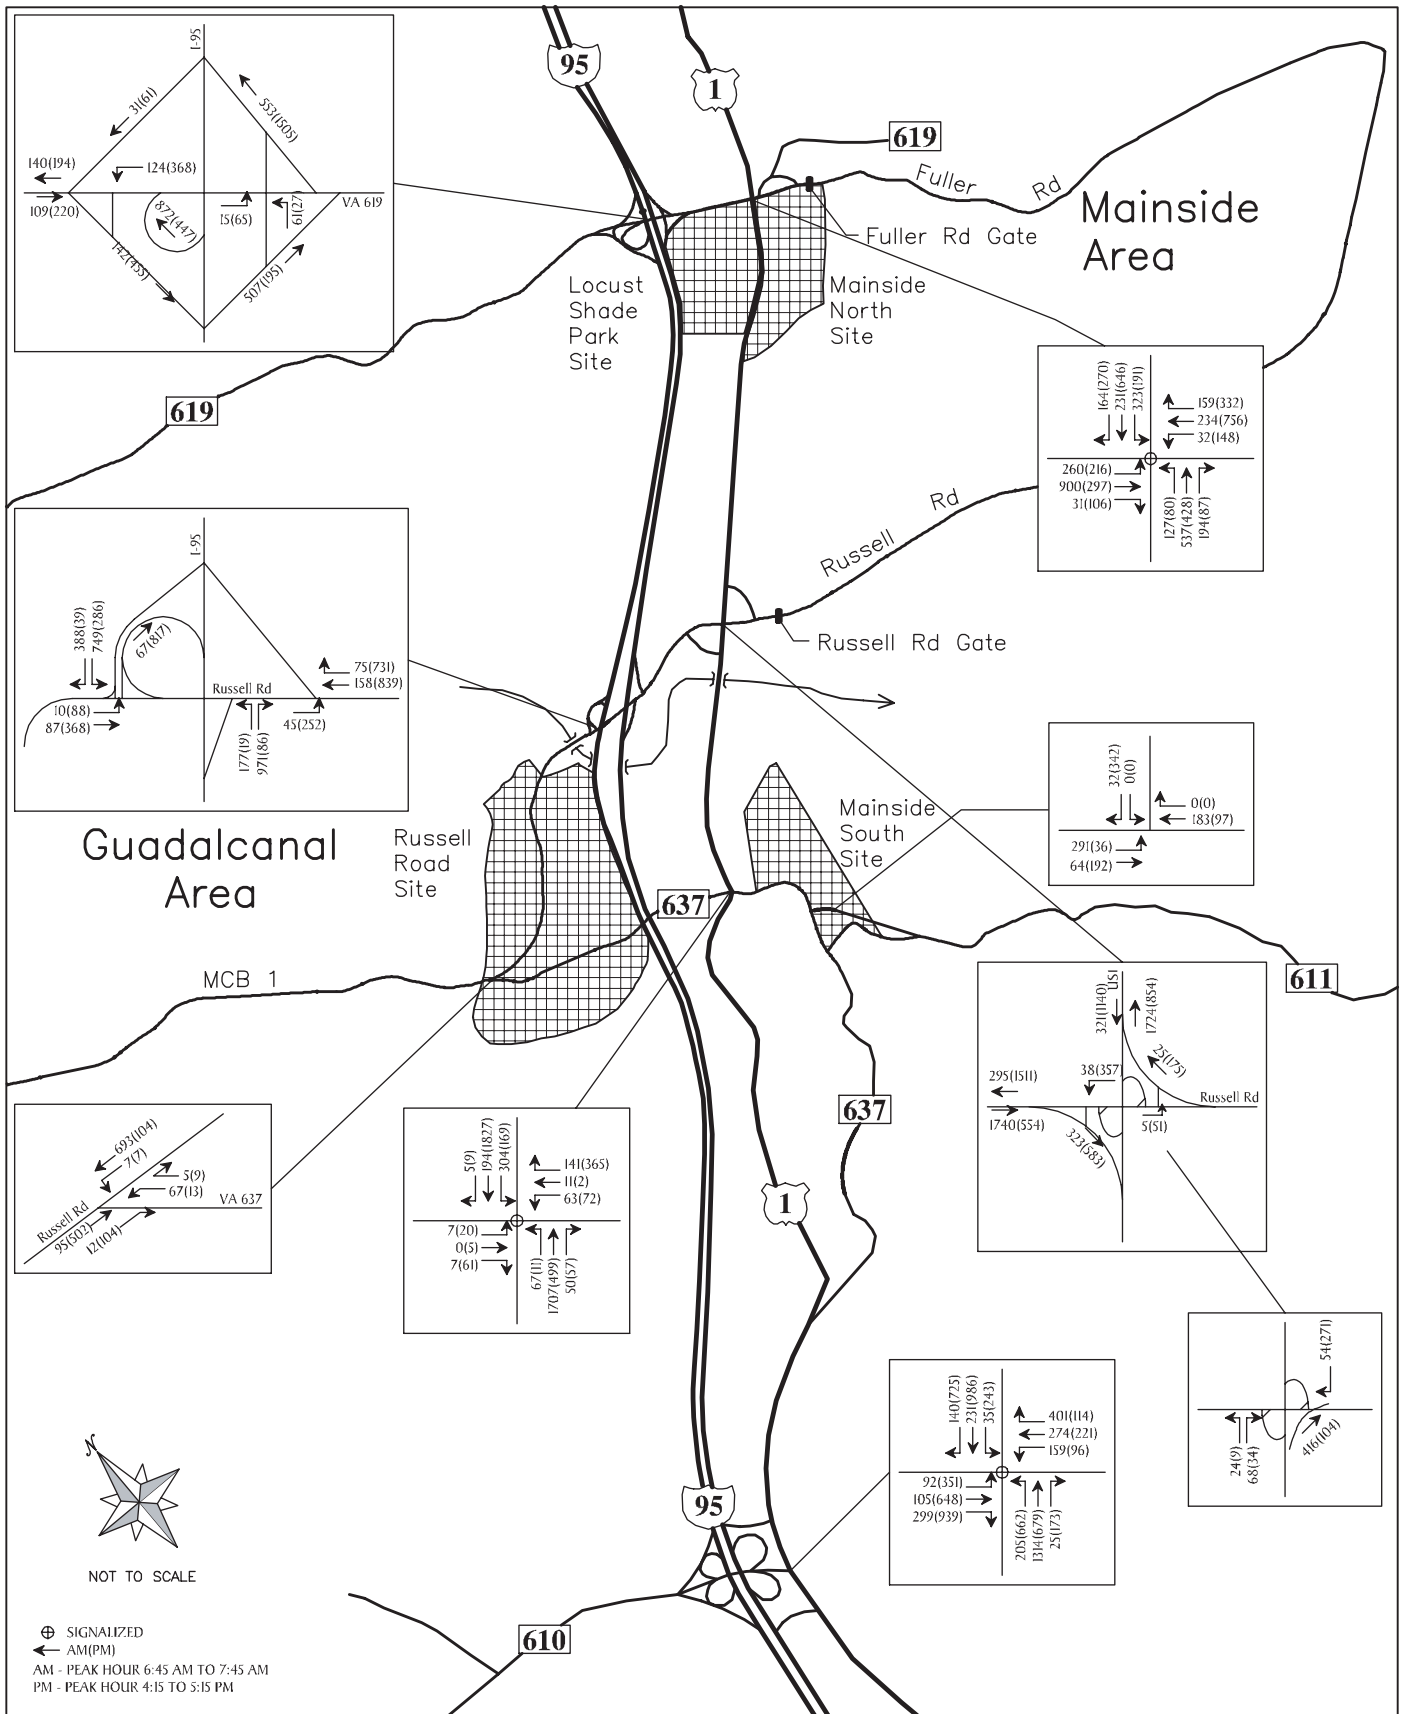 95
1
619
Fuller
Rd
Mainside
Area
Fuller Rd Gate
Locust
Shade
Park
Site
Mainside
North
Site
619
I-95
31(61)
553(1505)
140(194)
124(368)
109(220)
872(447)
15(65)
61(27)
VA 619
142(455)
507(195)
164(270)
231(646)
323(191)
159(332)
234(756)
32(148)
260(216)
900(297)
31(106)
127(80)
537(428)
194(87)
Russell
Rd
Russell Rd Gate
I-95
388(39)
749(286)
67(817)
75(731)
158(839)
Russell Rd
10(88)
87(368)
177(19)
971(86)
45(252)
Guadalcanal
Area
Russell
Road
Site
Mainside
South
Site
32(342)
0(0)
0(0)
183(97)
291(36)
64(192)
637
MCB 1
611
321(1140)
US1
1724(854)
295(1511)
38(357)
25(175)
Russell Rd
1740(554)
323(583)
5(51)
637
693(104)
7(7)
5(9)
67(13)
VA 637
Russell Rd
95(502)
12(104)
5(9)
194(1827)
304(169)
141(365)
11(2)
63(72)
7(20)
0(5)
7(61)
67(11)
1707(499)
50(57)
1
54(271)
24(9)
68(34)
416(104)
140(725)
231(986)
35(243)
401(114)
274(221)
159(96)
92(351)
105(648)
299(939)
205(662)
1314(679)
25(173)
95
610
N
NOT TO SCALE
SIGNALIZED
AM(PM)
AM - PEAK HOUR 6:45 AM TO 7:45 AM
PM - PEAK HOUR 4:15 TO 5:15 PM